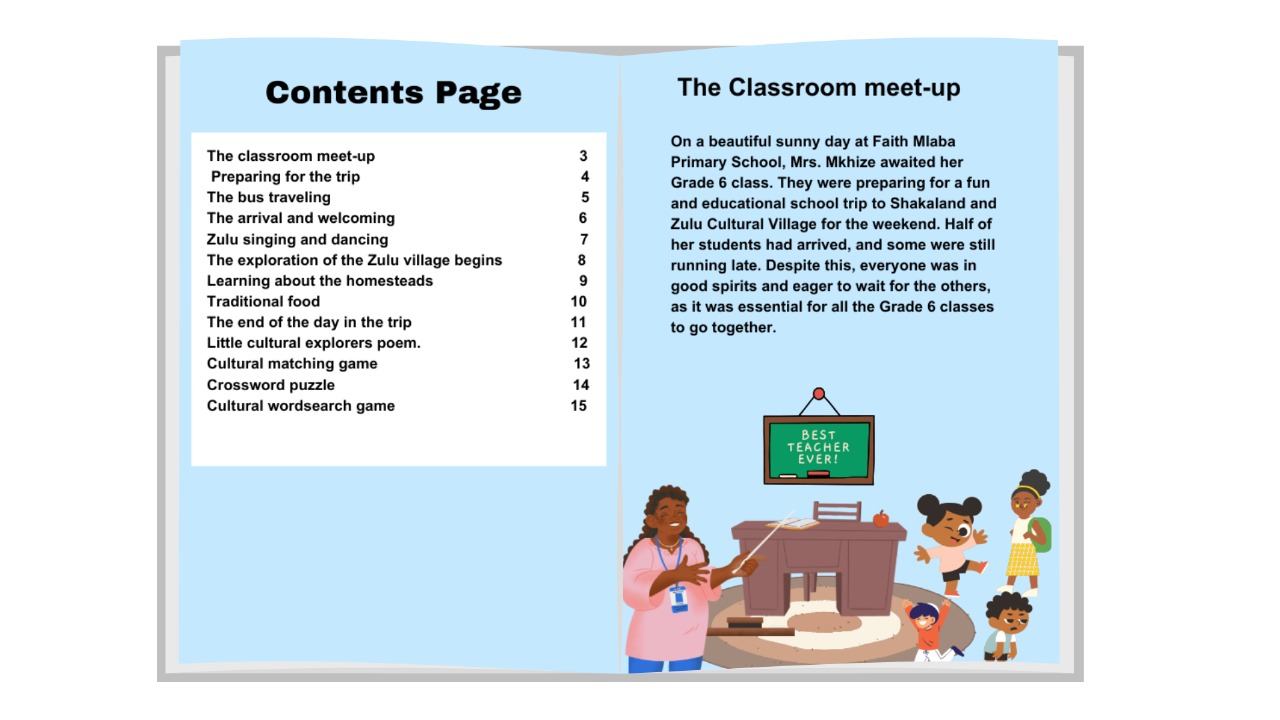 Contents Page
The classroom meet-up 3
Preparing for the trip 4
The bus traveling 5
The arrival and welcoming 6
Zulu singing and dancing 7
The exploration of the Zulu village begins 8
Learning about the homesteads 9
Traditional food 10
The end of the day in the trip 11
Little cultural explorers poem. 12
Cultural matching game 13
Crossword puzzle 14
Cultural wordsearch game 15
The Classroom meet-up
On a beautiful sunny day at Faith Mlaba
Primary School, Mrs. Mkhize awaited her
Grade 6 class. They were preparing for a fun
and educational school trip to Shakaland and
Zulu Cultural Village for the weekend. Half of
her students had arrived, and some were still
running late. Despite this, everyone was in
good spirits and eager to wait for the others,
as it was essential for all the Grade 6 classes
to go together.
BEST
TEACHER
EVER!